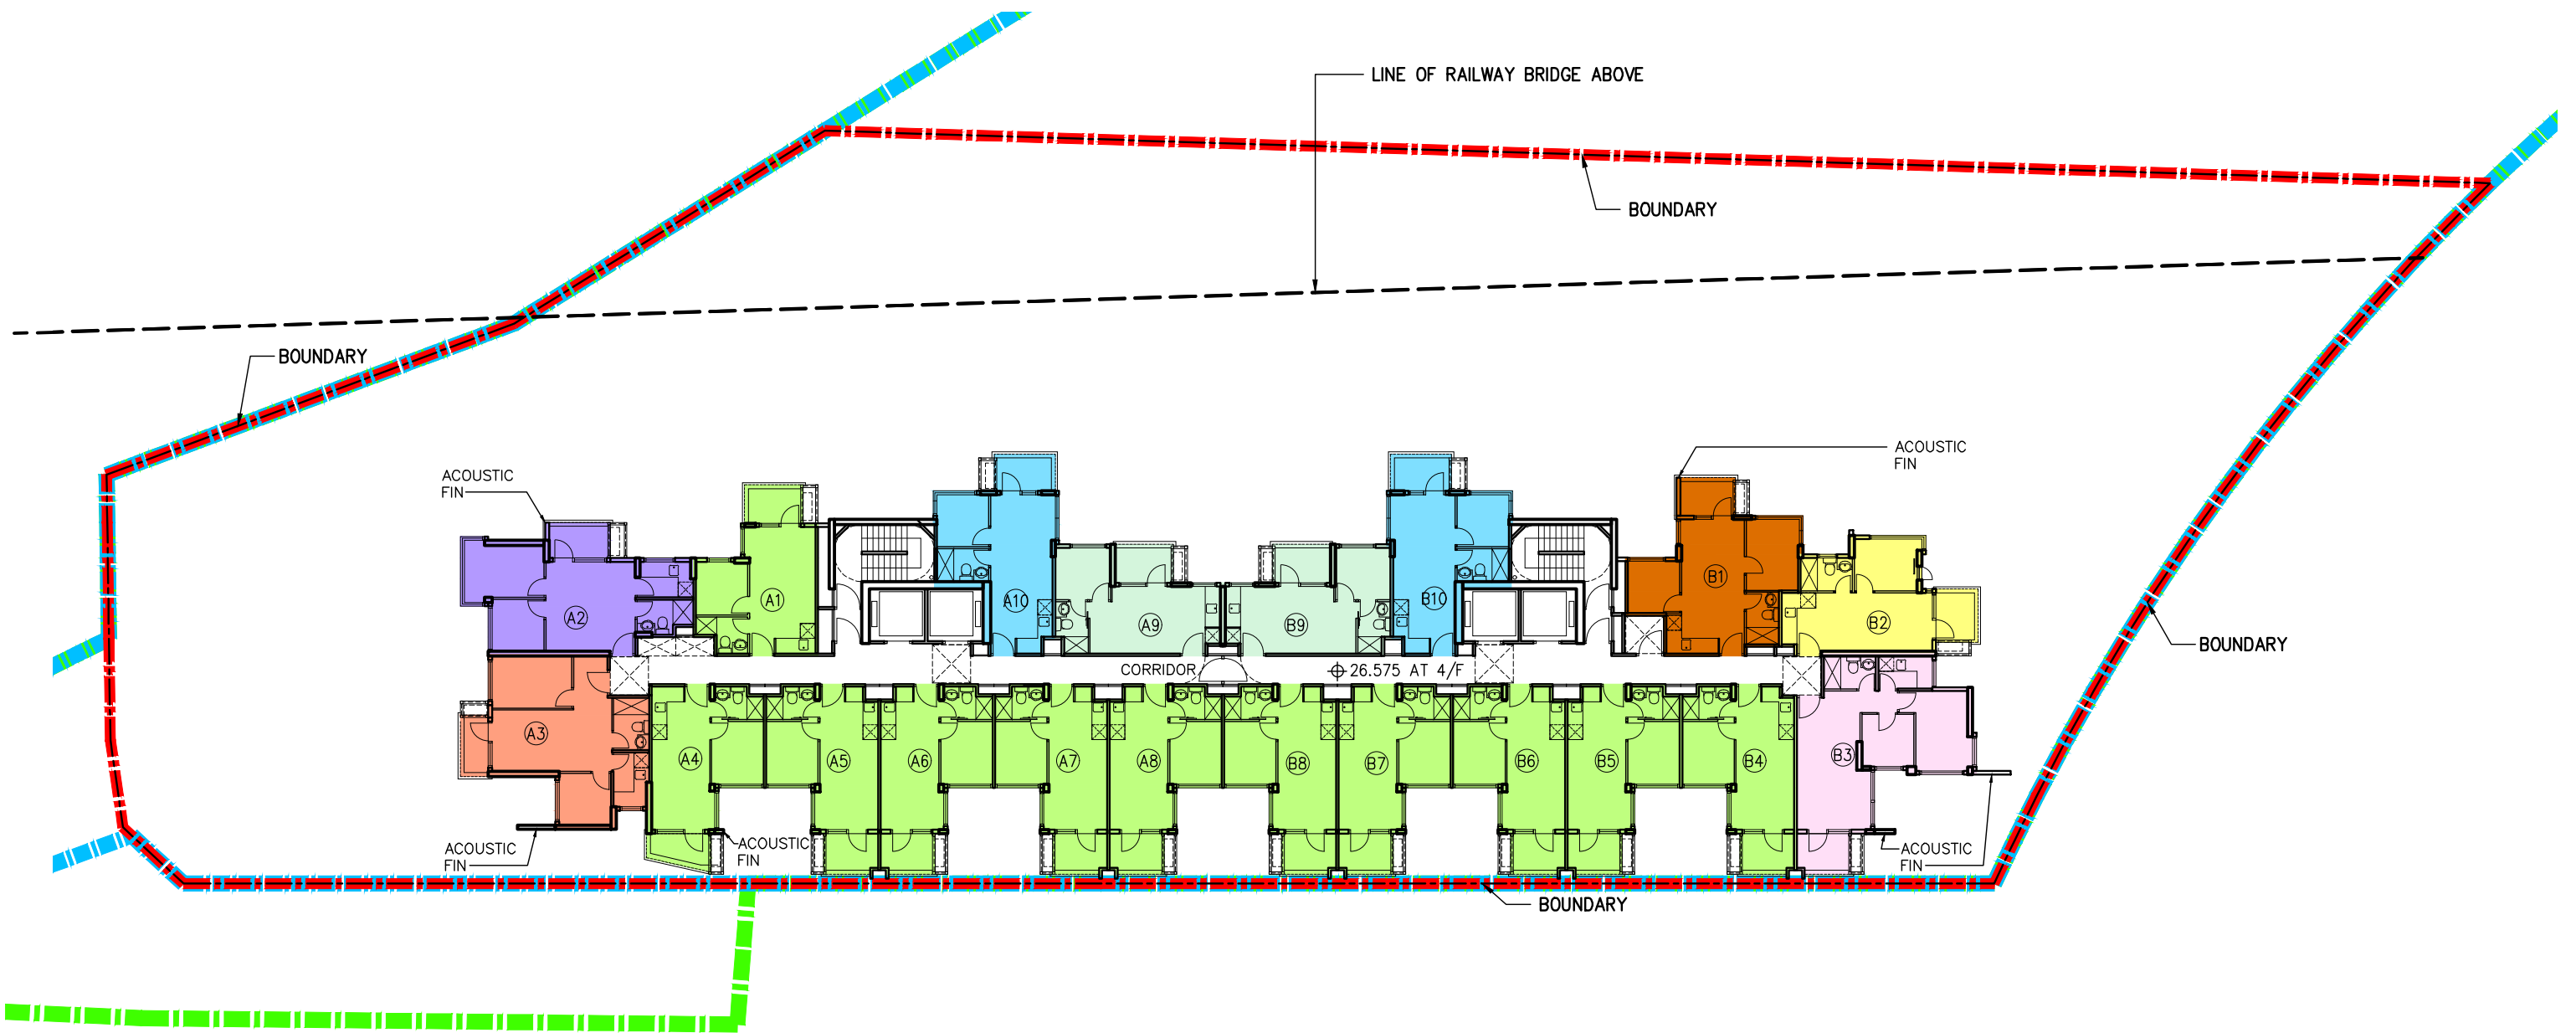 LINE OF RAILWAY BRIDGE ABOVE
BOUNDARY
BOUNDARY
ACOUSTIC
FIN
ACOUSTIC
FIN
A1
A2
A10
A9
B9
B10
B1
B2
BOUNDARY
CORRIDOR
26.575 AT 4/F
A3
A4
A5
A6
A7
A8
B8
B7
B6
B5
B4
B3
ACOUSTIC
FIN
ACOUSTIC
FIN
ACOUSTIC
FIN
BOUNDARY